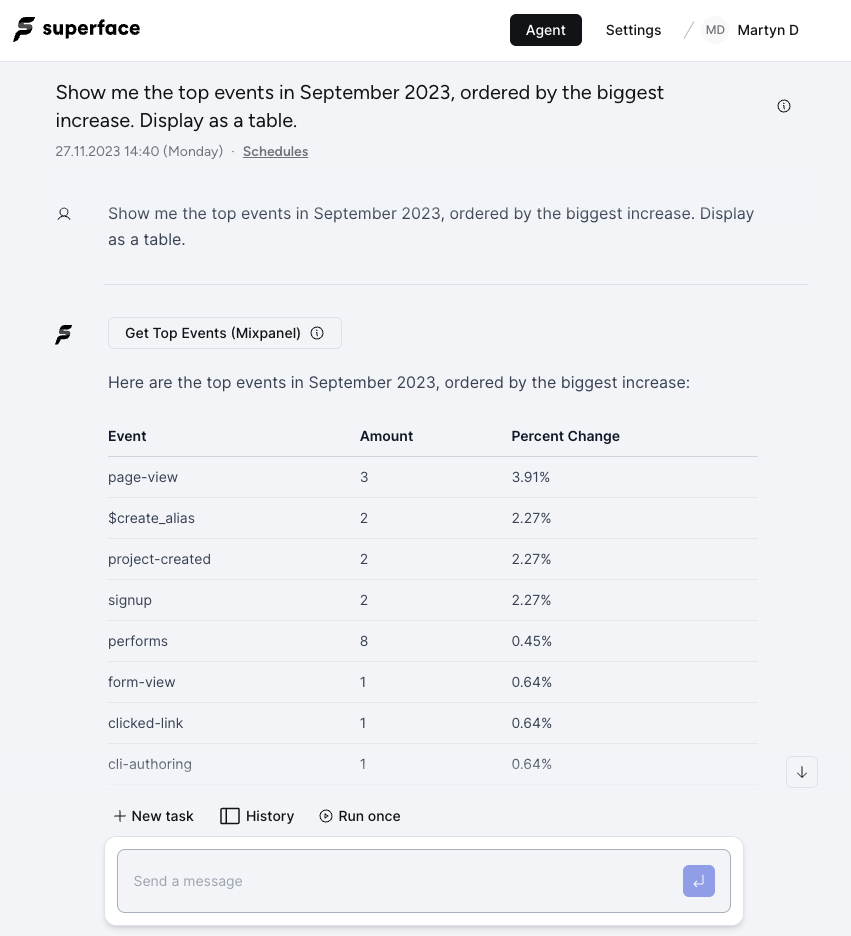 superface
Agent
Settings
MD
Martyn D
Show me the top events in September 2023, ordered by the biggest
increase. Display as a table.
27.11.2023 14:40 (Monday) · Schedules
Show me the top events in September 2023, ordered by the biggest increase. Display
as a table.
Get Top Events (Mixpanel)
Here are the top events in September 2023, ordered by the biggest increase:
Event Amount Percent Change
page-view 3 3.91%
$create_alias 2 2.27%
project-created 2 2.27%
signup 2 2.27%
performs 8 0.45%
form-view 1 0.64%
clicked-link 1 0.64%
cli-authoring 1 0.64%
New task
History
Run once
Send a message